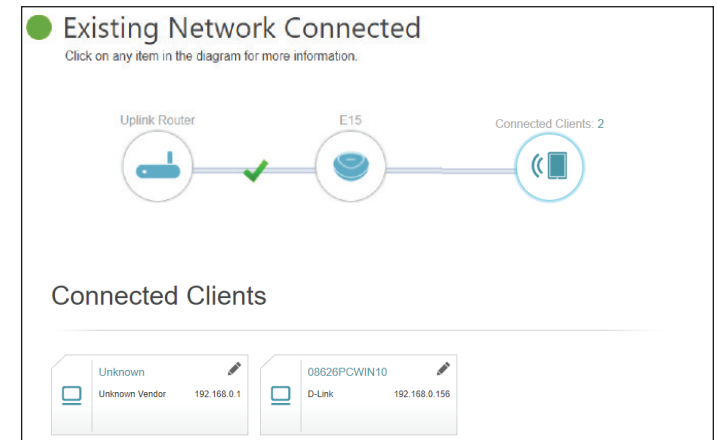 Existing Network Connected
Click on any item in the diagram for more information.
Uplink Router
E15
Connected Clients: 2
Connected Clients
Unknown
Unknown Vendor 192.168.0.1
08626PCWIN10
D-Link 192.168.0.156